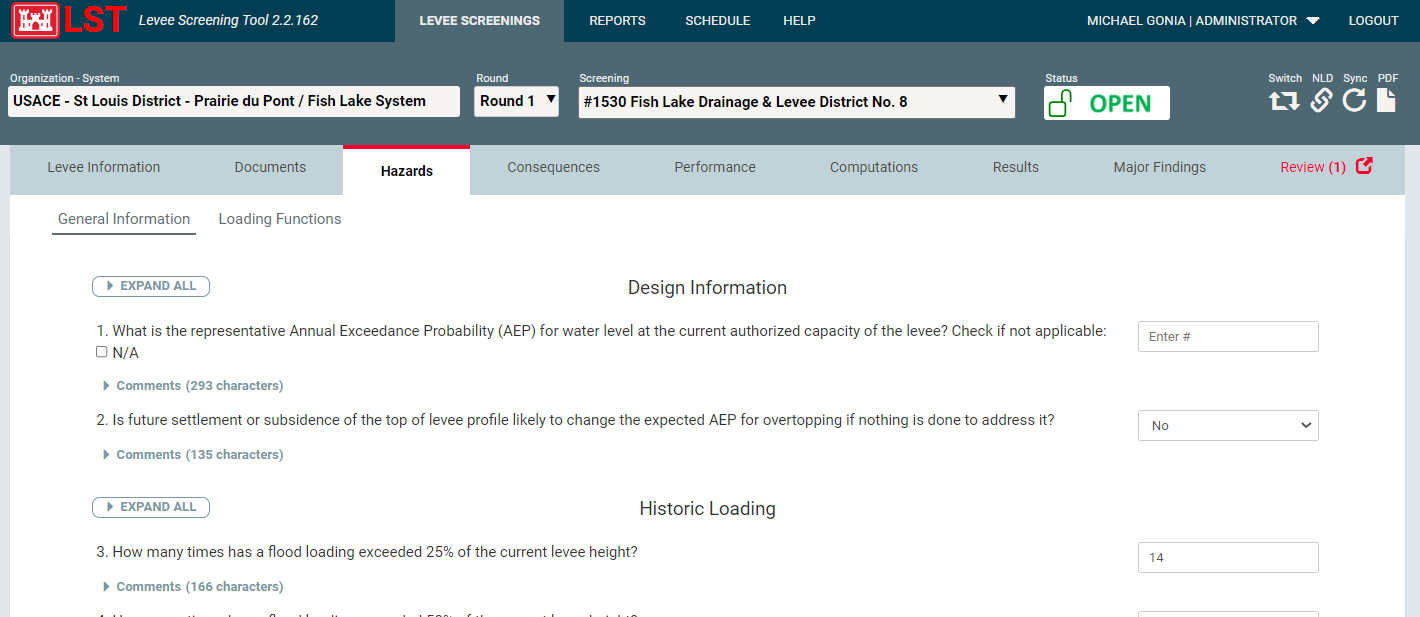 LST Levee Screening Tool 2.2.162 LEVEE SCREENINGS REPORTS SCHEDULE HELP MICHAEL GONIA | ADMINISTRATOR LOGOUT
Organization - System Round Screening Status Switch NLD Sync PDF
USACE - St Louis District - Prairie du Pont / Fish Lake System Round 1 #1530 Fish Lake Drainage & Levee District No. 8 OPEN
Levee Information Documents Hazards Consequences Performance Computations Results Major Findings Review (1)
General Information Loading Functions
EXPAND ALL Design Information
1. What is the representative Annual Exceedance Probability (AEP) for water level at the current authorized capacity of the levee? Check if not applicable: Enter #
N/A
Comments (293 characters)
2. Is future settlement or subsidence of the top of levee profile likely to change the expected AEP for overtopping if nothing is done to address it? No
Comments (135 characters)
EXPAND ALL Historic Loading
3. How many times has a flood loading exceeded 25% of the current levee height? 14
Comments (166 characters)